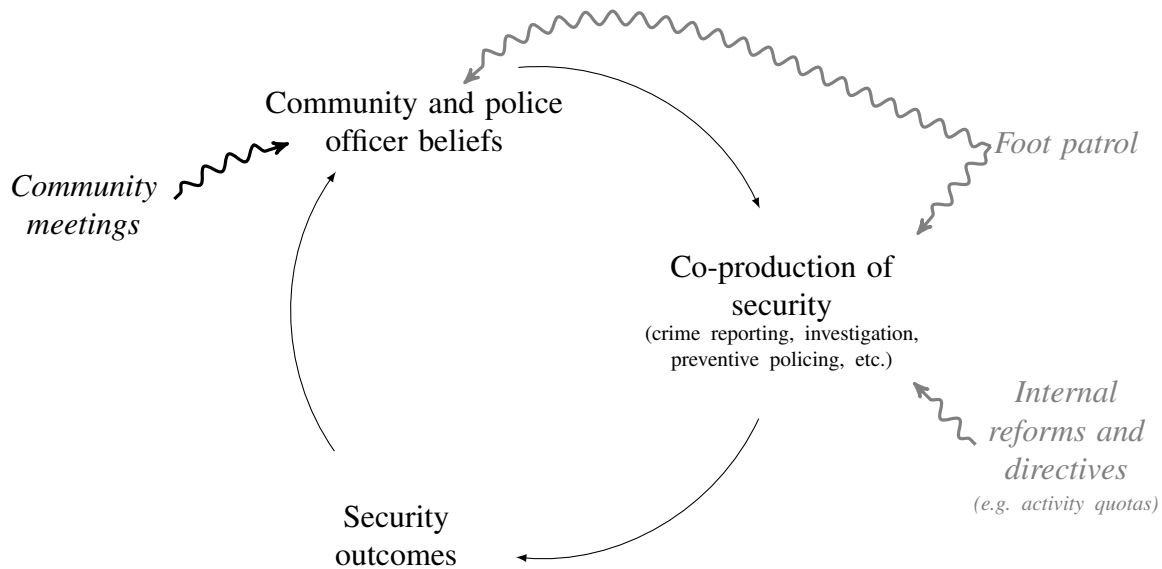 Community and police
officer beliefs
Foot patrol
Community
meetings
Co-production of
security
(crime reporting, investigation,
preventive policing, etc.)
Internal
reforms and
directives
(e.g. activity quotas)
Security
outcomes